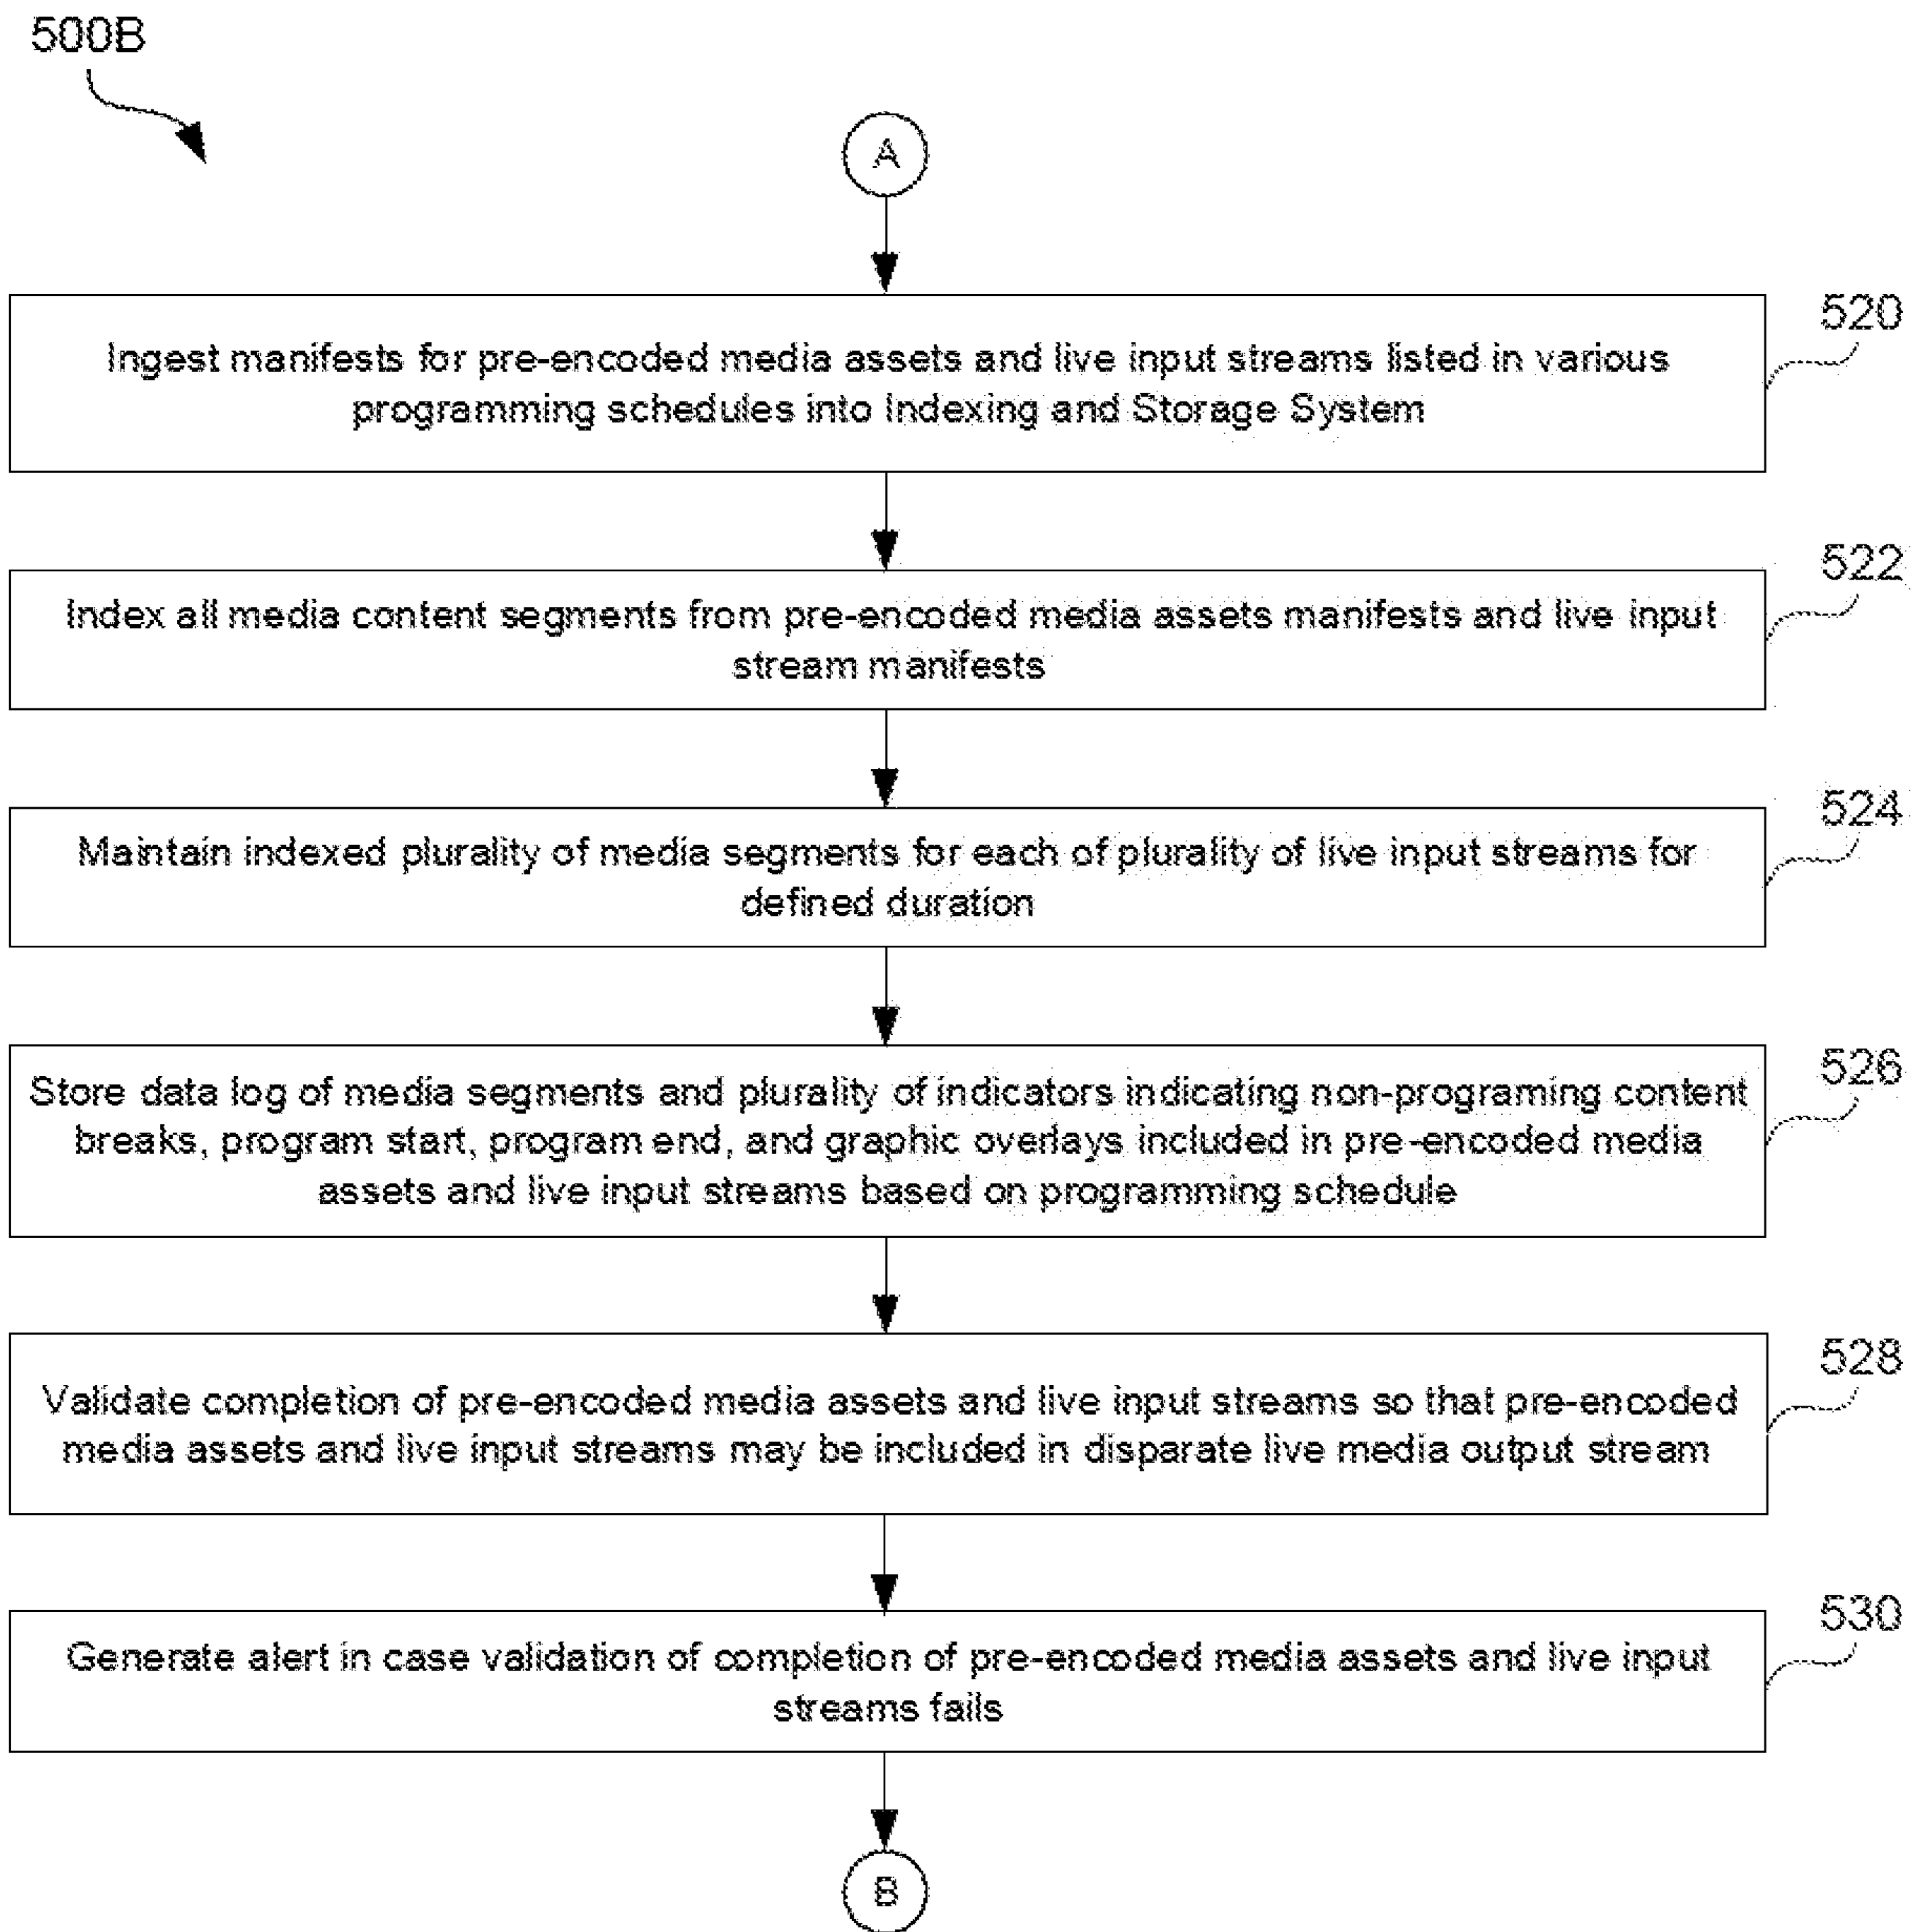 500B
A
Ingest manifests for pre-encoded media assets and live input streams listed in various
programming schedules into Indexing and Storage System
520
Index all media content segments from pre-encoded media assets manifests and live input
stream manifests
522
Maintain indexed plurality of media segments for each of plurality of live input streams for
defined duration
524
Store data log of media segments and plurality of indicators indicating non-programing content
breaks, program start, program end, and graphic overlays included in pre-encoded media
assets and live input streams based on programming schedule
526
Validate completion of pre-encoded media assets and live input streams so that pre-encoded
media assets and live input streams may be included in disparate live media output stream
528
Generate alert in case validation of completion of pre-encoded media assets and live input
streams fails
530
B